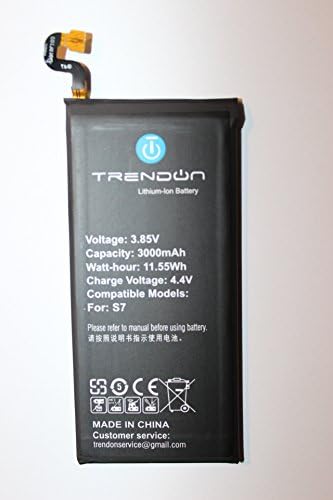 TRENDON
Lithium-Ion Battery
Voltage: 3.85V
Capacity: 3000mAh
Watt-hour: 11.55Wh
Charge Voltage: 4.4V
Compatible Models:
For: S7
Please refer to manual before using battery.
请按照说明书指示使用电池。
5
MADE IN CHINA
Customer service:
trendonservice@gmail.com